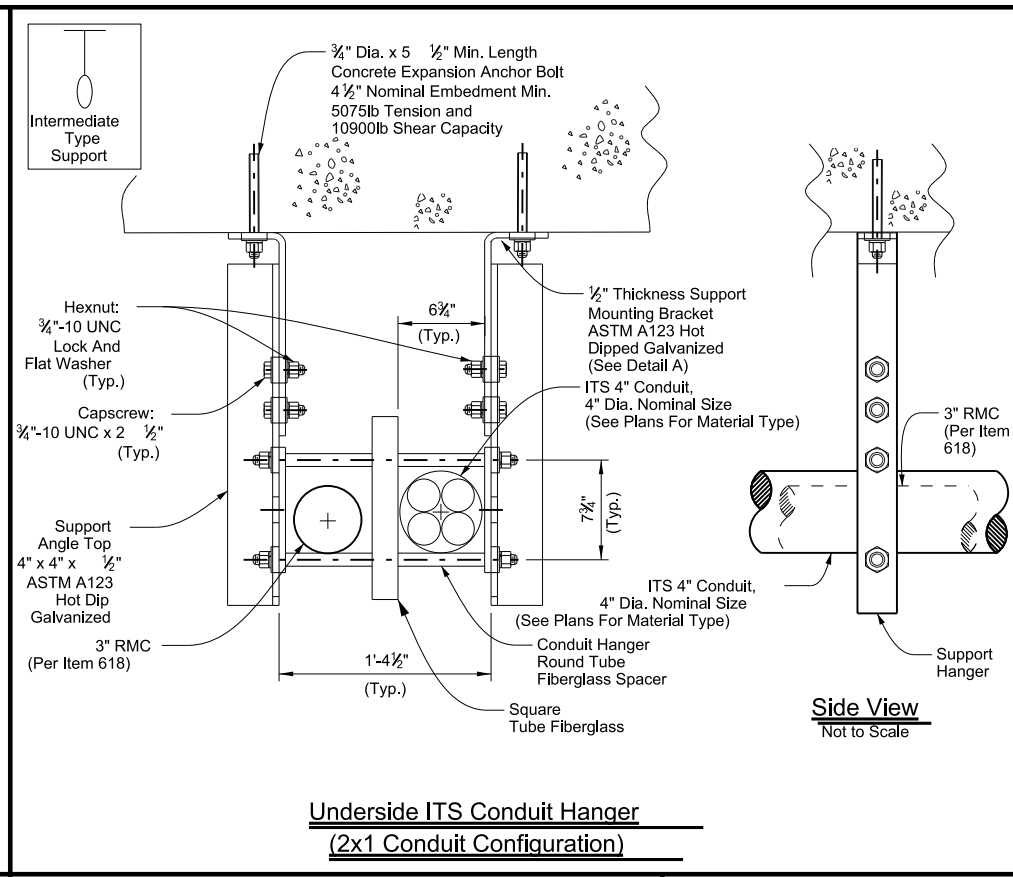 Intermediate
Type
Support
¾" Dia. x 5 ½" Min. Length
Concrete Expansion Anchor Bolt
4½" Nominal Embedment Min.
5075lb Tension and
10900lb Shear Capacity
Hexnut:
¾"-10 UNC
Lock And
Flat Washer
(Typ.)
Capscrew:
¾"-10 UNC x 2 ½"
(Typ.)
Support
Angle Top
4" x 4" x ½"
ASTM A123
Hot Dip
Galvanized
3" RMC
(Per Item 618)
6¾"
(Typ.)
½" Thickness Support
Mounting Bracket
ASTM A123 Hot
Dipped Galvanized
(See Detail A)
ITS 4" Conduit,
4" Dia. Nominal Size
(See Plans For Material Type)
7¾"
(Typ.)
1'-4½"
(Typ.)
ITS 4" Conduit,
4" Dia. Nominal Size
(See Plans For Material Type)
Conduit Hanger
Round Tube
Fiberglass Spacer
Square
Tube Fiberglass
3" RMC
(Per Item
618)
Support
Hanger
Side View
Not to Scale
Underside ITS Conduit Hanger
(2x1 Conduit Configuration)